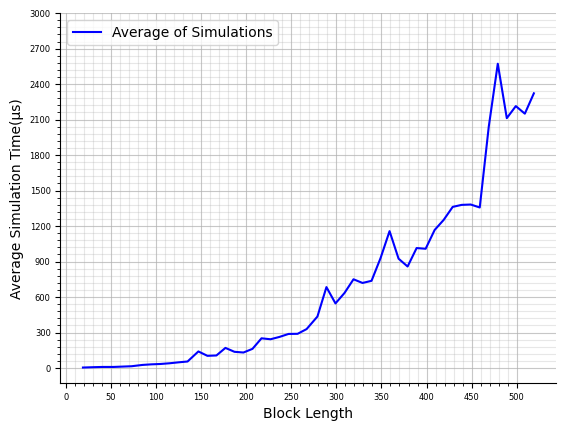 Average of Simulations
Average Simulation Time(μs)
3000
2700
2400
2100
1800
1500
1200
900
600
300
0
0 50 100 150 200 250 300 350 400 450 500
Block Length